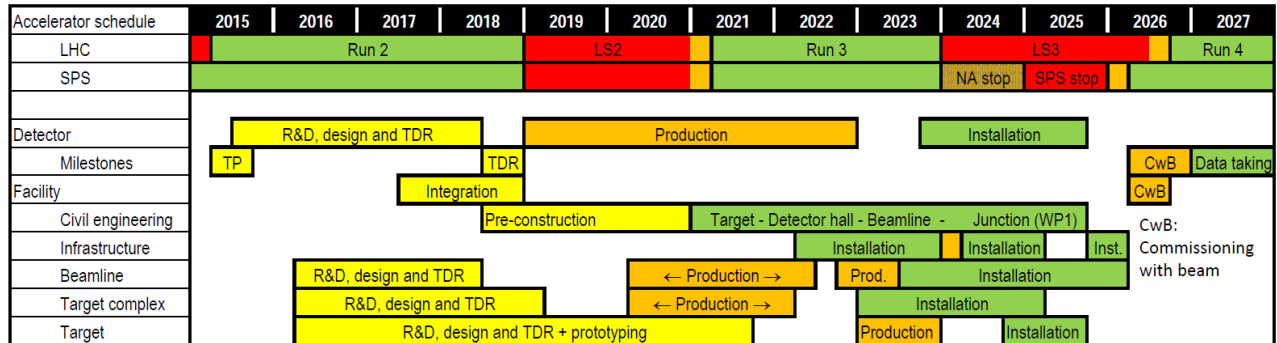 Accelerator schedule 2015 2016 2017 2018 2019 2020 2021 2022 2023 2024 2025 2026 2027
LHC Run 2 LS2 Run 3 LS3 Run 4
SPS NA stop SPS stop
Detector R&D, design and TDR Production Installation
Milestones TP TDR CwB Data taking
Facility Integration CwB
Civil engineering Pre-construction Target - Detector hall - Beamline - Junction (WP1)
Infrastructure Installation Installation Inst.
Beamline R&D, design and TDR ← Production → Prod. Installation
Target complex R&D, design and TDR ← Production → Installation
Target R&D, design and TDR + prototyping Production Installation
CwB:
Commissioning
with beam